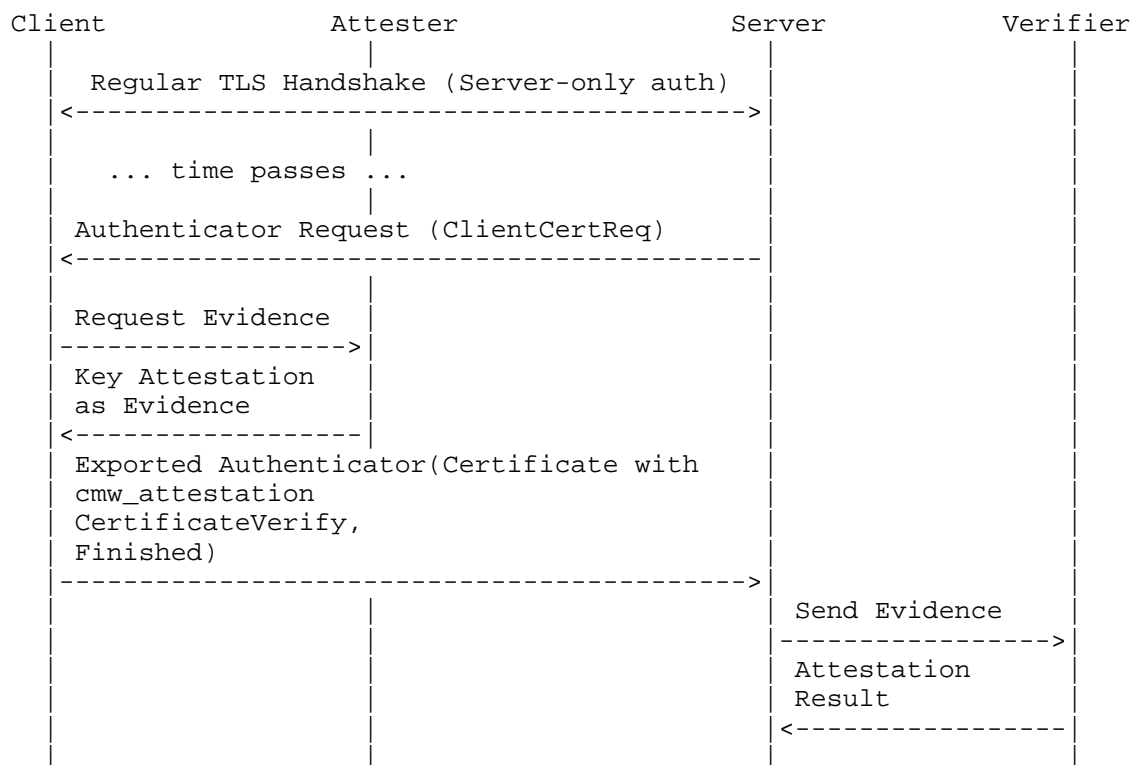 Client Attester Server Verifier
Regular TLS Handshake (Server-only auth)
... time passes ...
Authenticator Request (ClientCertReq)
Request Evidence
Key Attestation
as Evidence
Exported Authenticator(Certificate with
cmw_attestation
CertificateVerify,
Finished)
Send Evidence
Attestation
Result